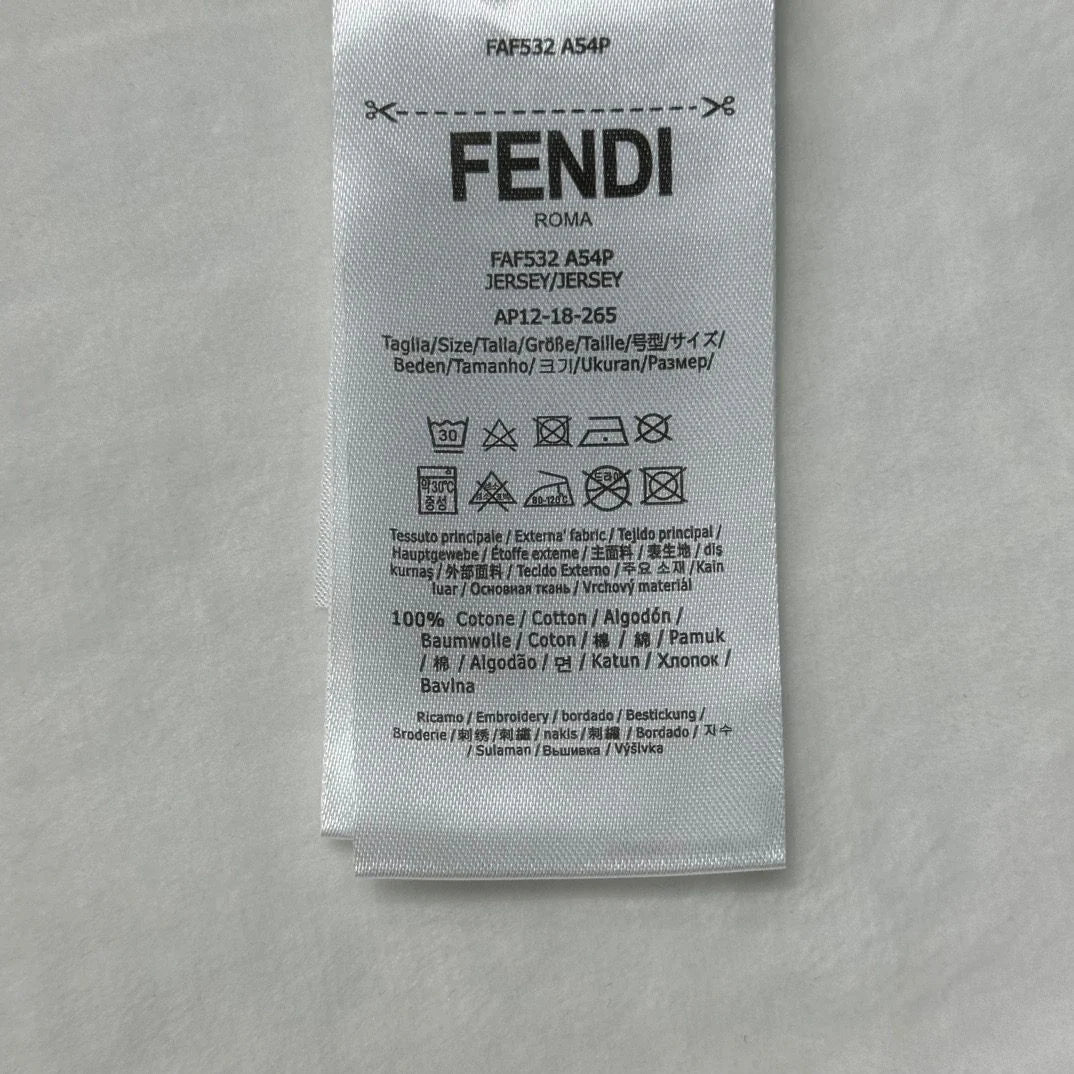 FAF532 A54P
FENDI
ROMA
FAF532 A54P
JERSEY/JERSEY
AP12-18-265
Taglia/Size/Talla/Größe/Taille/号型/サイズ/
Beden/Tamanho/크기/Ukuran/Размер/
30
약30℃
중성
80-120℃
드라이
Tessuto principale / Externa' fabric / Tejido principal /
Hauptgewebe / Étoffe externe / 主面料 / 表生地 / dış
kurnaş / 外部面料 / Tecido Externo / 주요 소재 / Kain
luar / Основная ткань / Vrchový materiál
100% Cotone / Cotton / Algodón /
Baumwolle / Coton / 棉 / 綿 / Pamuk
/ 棉 / Algodão / 면 / Katun / Хлопок /
Bavlna
Ricamo / Embroidery / bordado / Bestickung /
Broderie / 刺绣 / 刺繍 / nakis / 刺繡 / Bordado / 자수
/ Sulaman / Вышивка / Výšivka